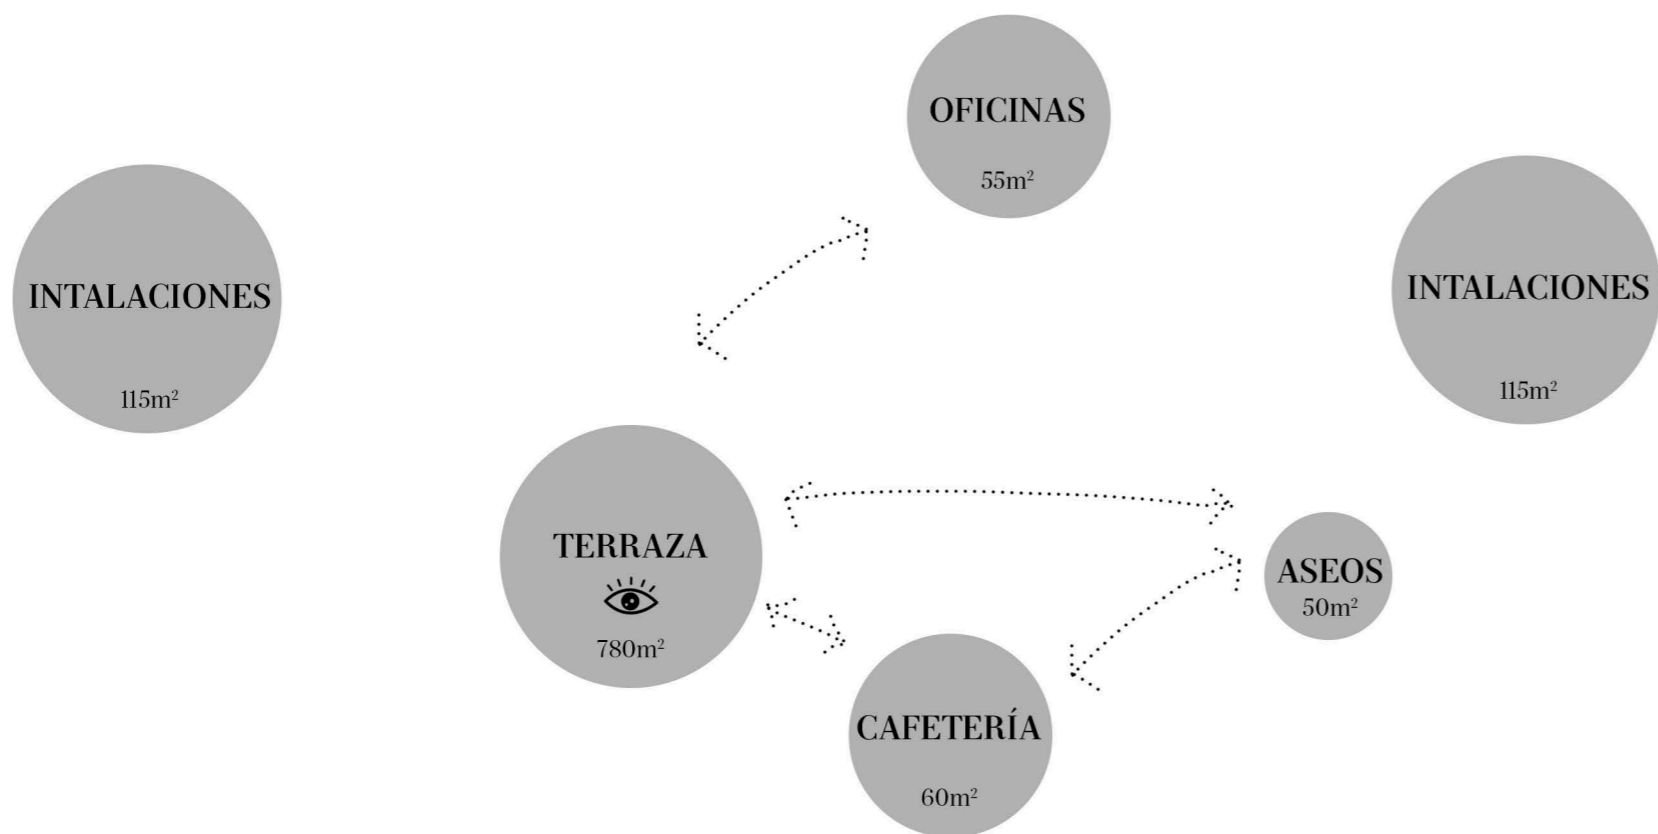 OFICINAS
55m²
INTALACIONES
115m²
INTALACIONES
115m²
TERRAZA
780m²
ASEOS
50m²
CAFETERÍA
60m²